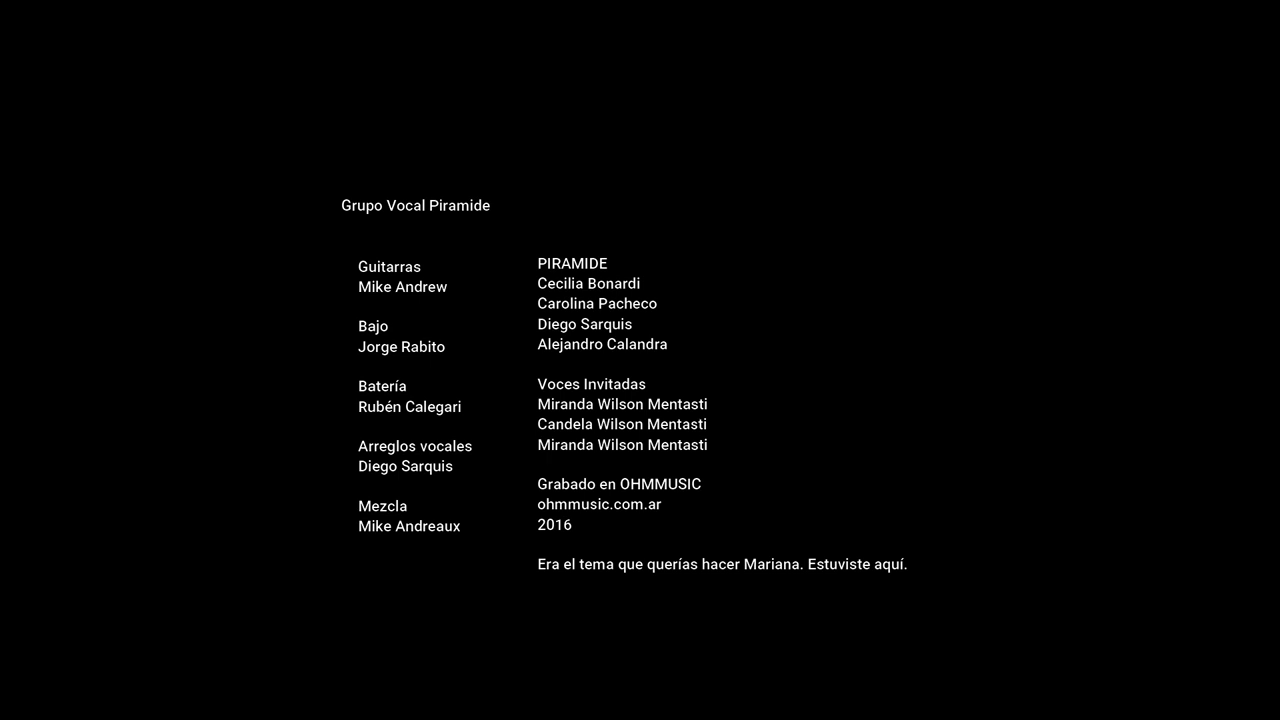 Grupo Vocal Piramide
Guitarras
Mike Andrew
Bajo
Jorge Rabito
Batería
Rubén Calegari
Arreglos vocales
Diego Sarquis
Mezcla
Mike Andreaux
PIRAMIDE
Cecilia Bonardi
Carolina Pacheco
Diego Sarquis
Alejandro Calandra
Voces Invitadas
Miranda Wilson Mentasti
Candela Wilson Mentasti
Miranda Wilson Mentasti
Grabado en OHMMUSIC
ohmmusic.com.ar
2016
Era el tema que querías hacer Mariana. Estuviste aquí.